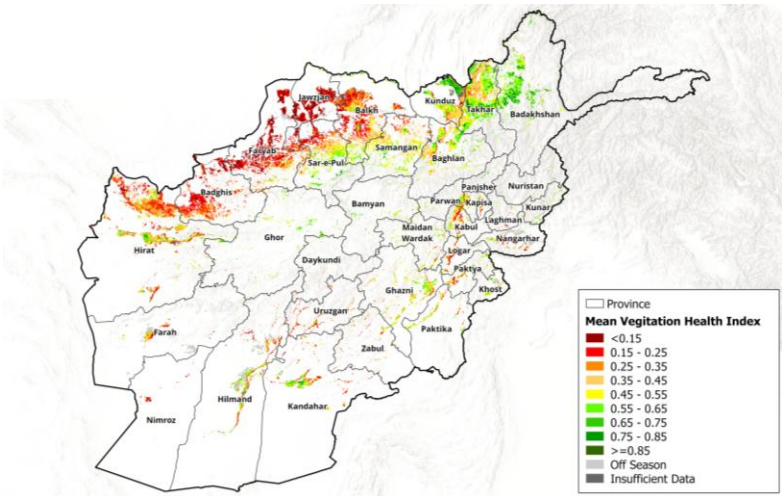 Jawzjan
Balkh
Kunduz
Takhar
Badakhshan
Faryab
Sar-e-Pul
Samangan
Baghlan
Badghis
Panjsher
Nuristan
Bamyan
Parwan
Kapisa
Kunar
Laghman
Hirat
Ghor
Maidan
Wardak
Kabul
Nangarhar
Daykundi
Logar
Paktya
Ghazni
Khost
Uruzgan
Farah
Paktika
Zabul
Hilmand
Kandahar
Nimroz
Province
Mean Vegitation Health Index
<0.15
0.15 - 0.25
0.25 - 0.35
0.35 - 0.45
0.45 - 0.55
0.55 - 0.65
0.65 - 0.75
0.75 - 0.85
>=0.85
Off Season
Insufficient Data